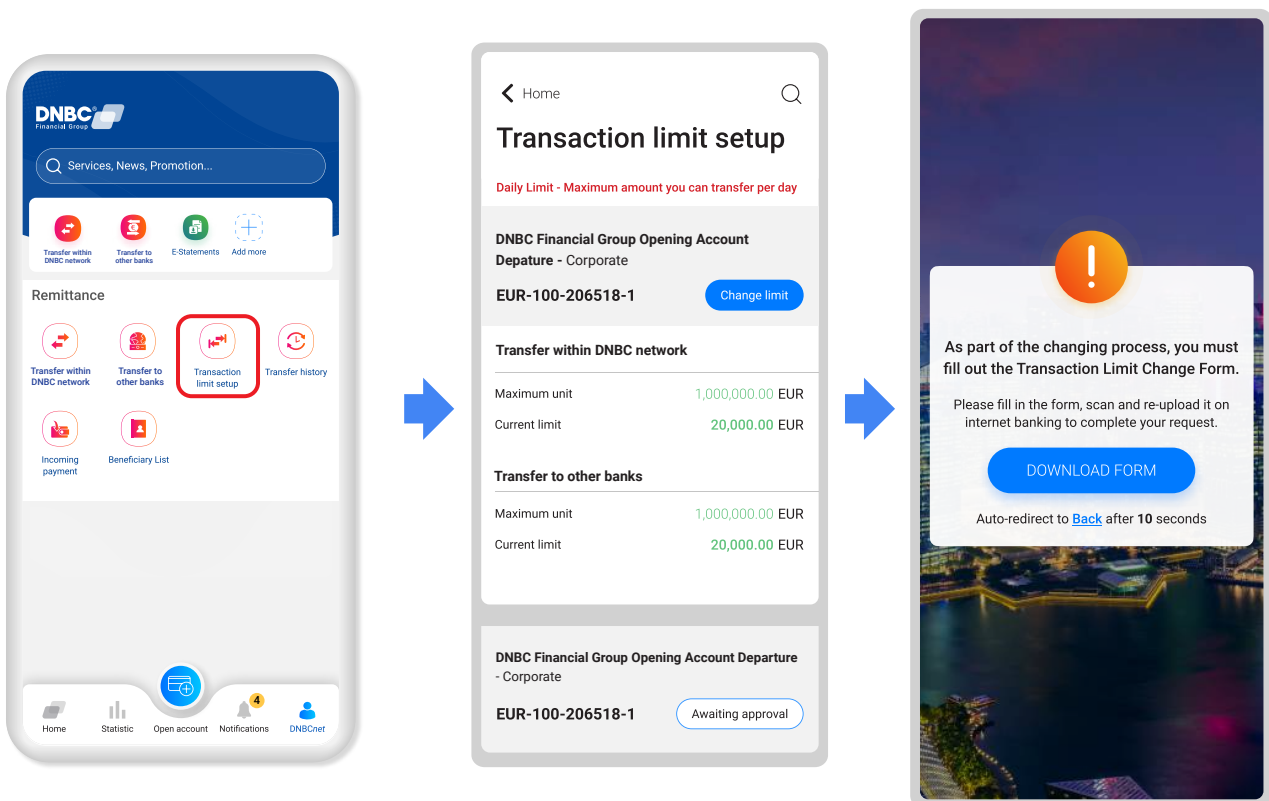 DNBC
Financial Group
Services, News, Promotion...
Transfer within
DNBC network
Transfer to
other banks
E-Statements
Add more
Remittance
Transfer within
DNBC network
Transfer to
other banks
Transaction
limit setup
Transfer history
Incoming
payment
Beneficiary List
Home
Statistic
Open account
4
Notifications
DNBCnet
Home
Transaction limit setup
Daily Limit - Maximum amount you can transfer per day
DNBC Financial Group Opening Account
Depature - Corporate
EUR-100-206518-1
Change limit
Transfer within DNBC network
Maximum unit 1,000,000.00 EUR
Current limit 20,000.00 EUR
Transfer to other banks
Maximum unit 1,000,000.00 EUR
Current limit 20,000.00 EUR
DNBC Financial Group Opening Account Departure
- Corporate
EUR-100-206518-1
Awaiting approval
As part of the changing process, you must
fill out the Transaction Limit Change Form.
Please fill in the form, scan and re-upload it on
internet banking to complete your request.
DOWNLOAD FORM
Auto-redirect to Back after 10 seconds